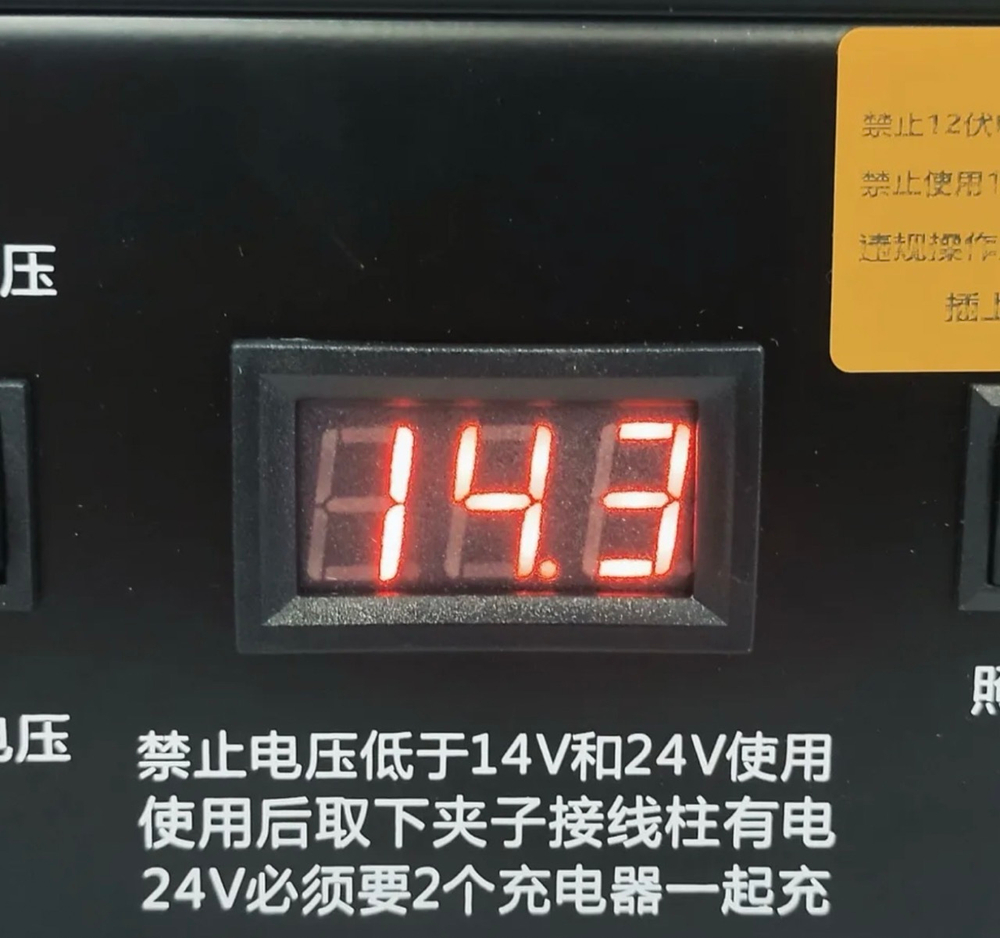 禁止12伏
禁止使用1
违规操作
插上
压
14.3
电压
照
禁止电压低于14V和24V使用
使用后取下夹子接线柱有电
24V必须要2个充电器一起充